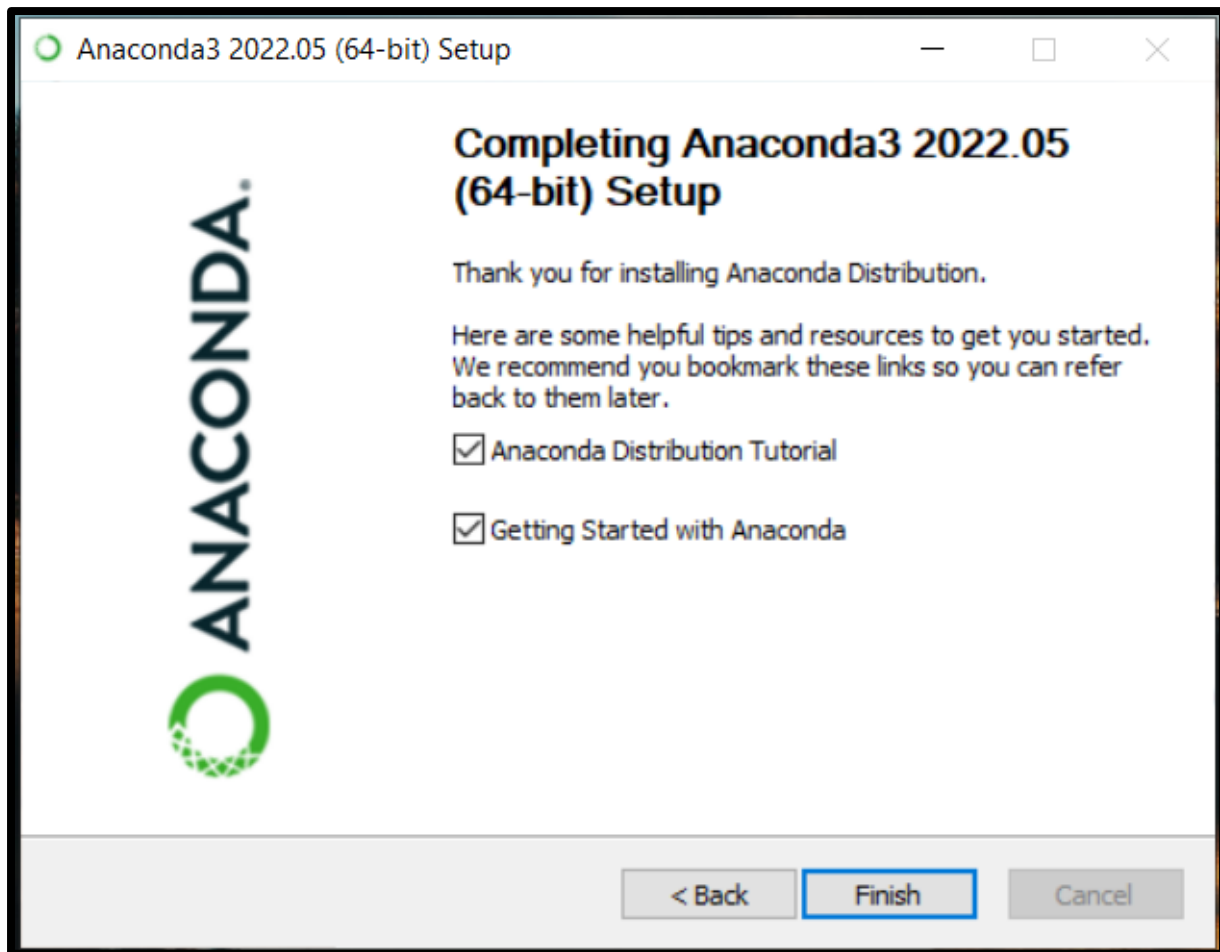 Anaconda3 2022.05 (64-bit) Setup
ANACONDA.
Completing Anaconda3 2022.05
(64-bit) Setup
Thank you for installing Anaconda Distribution.
Here are some helpful tips and resources to get you started.
We recommend you bookmark these links so you can refer
back to them later.
Anaconda Distribution Tutorial
Getting Started with Anaconda
< Back
Finish
Cancel